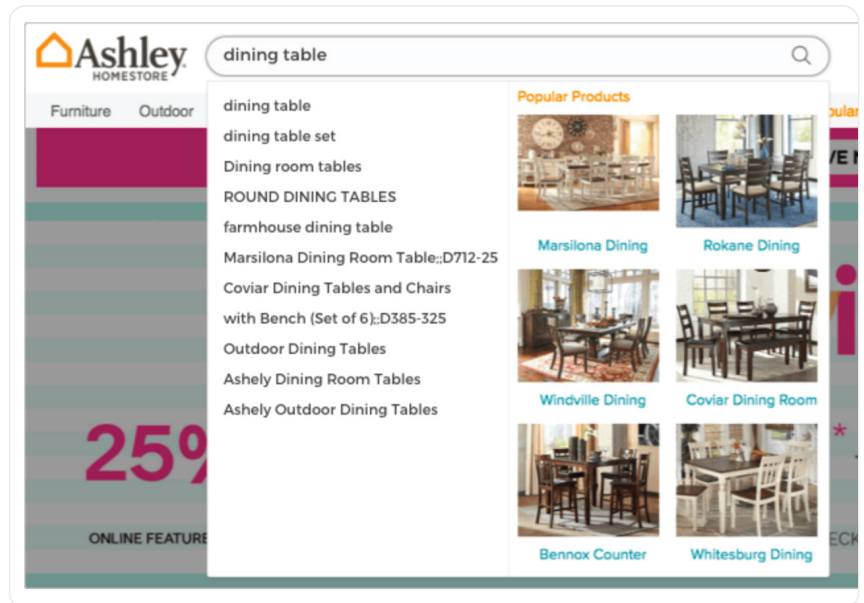 Ashley
HOMESTORE
dining table
Furniture Outdoor
dining table
dining table set
Dining room tables
ROUND DINING TABLES
farmhouse dining table
Marsilona Dining Room Table;;D712-25
Coviar Dining Tables and Chairs
with Bench (Set of 6);;D385-325
Outdoor Dining Tables
Ashely Dining Room Tables
Ashely Outdoor Dining Tables
Popular Products
Marsilona Dining Rokane Dining
Windville Dining Coviar Dining Room
Bennox Counter Whitesburg Dining
25%
*
ONLINE FEATURE